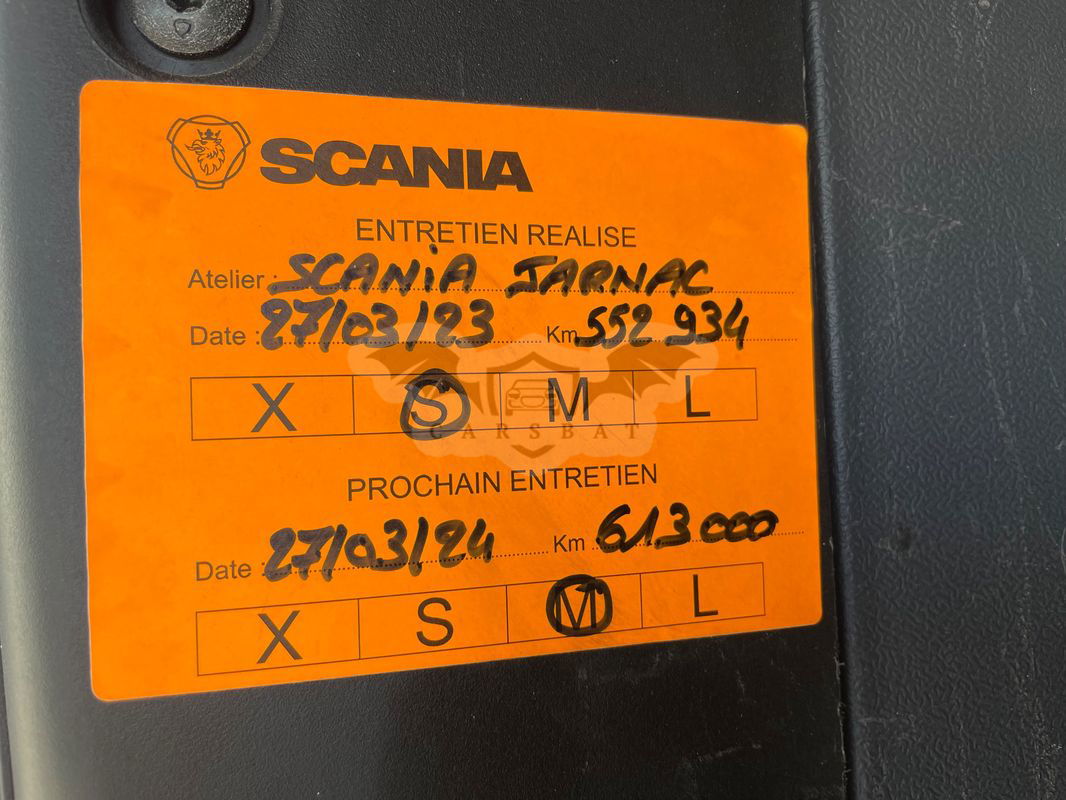 SCANIA
ENTRETIEN REALISE
Atelier : SCANiA JARNAC
Date : 27/03/23 Km 552 934
X S M L
CARSBAT
PROCHAIN ENTRETIEN
Date : 27/03/24 Km 613 000
X S M L